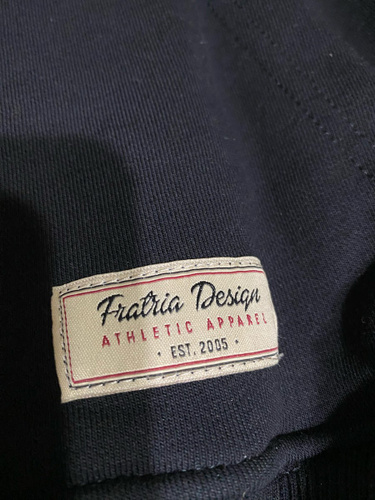 Fratria Design
ATHLETIC APPAREL
· EST. 2005 ·